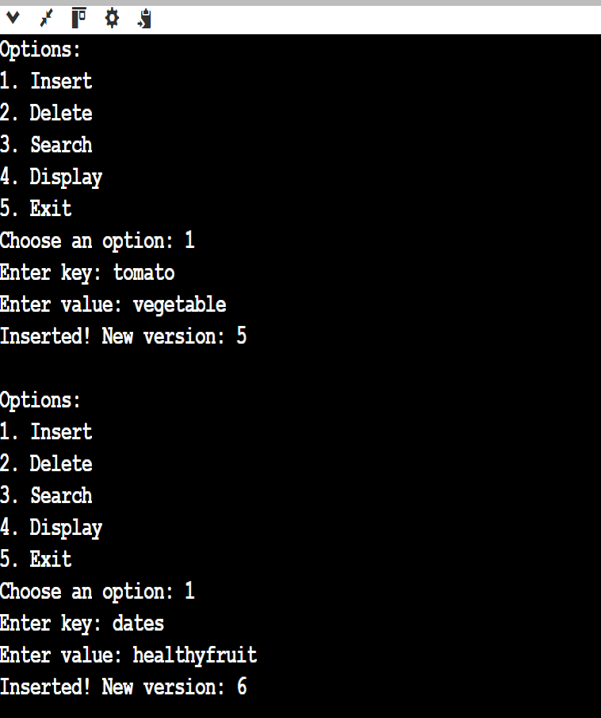 Options:
1. Insert
2. Delete
3. Search
4. Display
5. Exit
Choose an option: 1
Enter key: tomato
Enter value: vegetable
Inserted! New version: 5
Options:
1. Insert
2. Delete
3. Search
4. Display
5. Exit
Choose an option: 1
Enter key: dates
Enter value: healthyfruit
Inserted! New version: 6